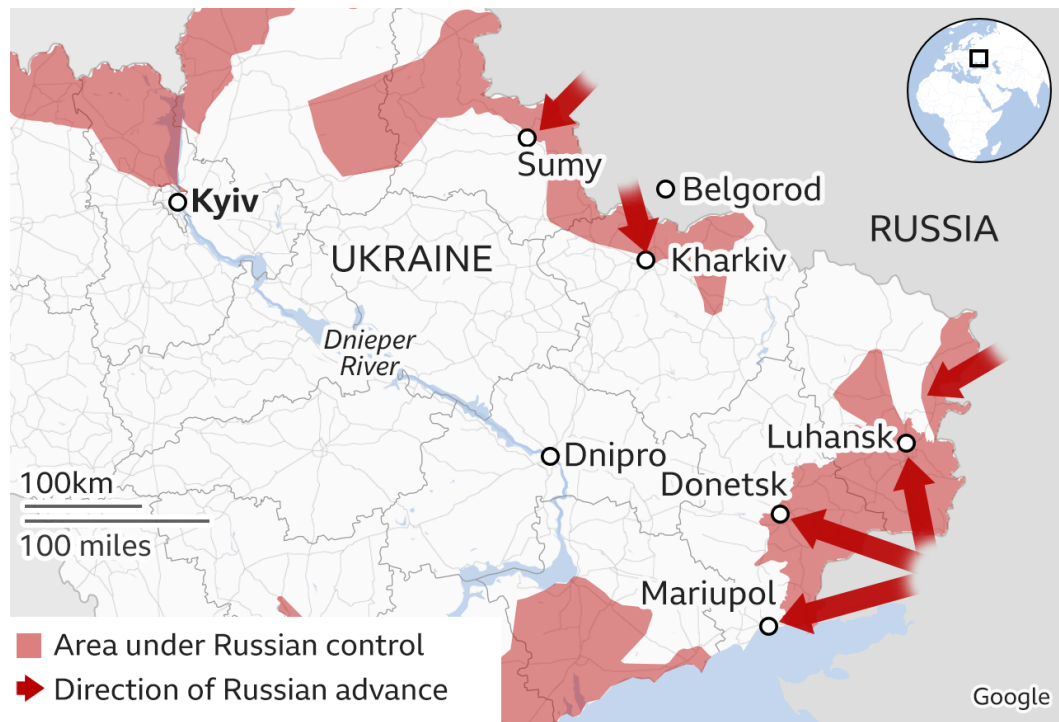 Sumy
Belgorod
Kyiv
RUSSIA
UKRAINE
Kharkiv
Dnieper
River
Luhansk
Dnipro
Donetsk
100km
100 miles
Mariupol
Area under Russian control
Direction of Russian advance
Google